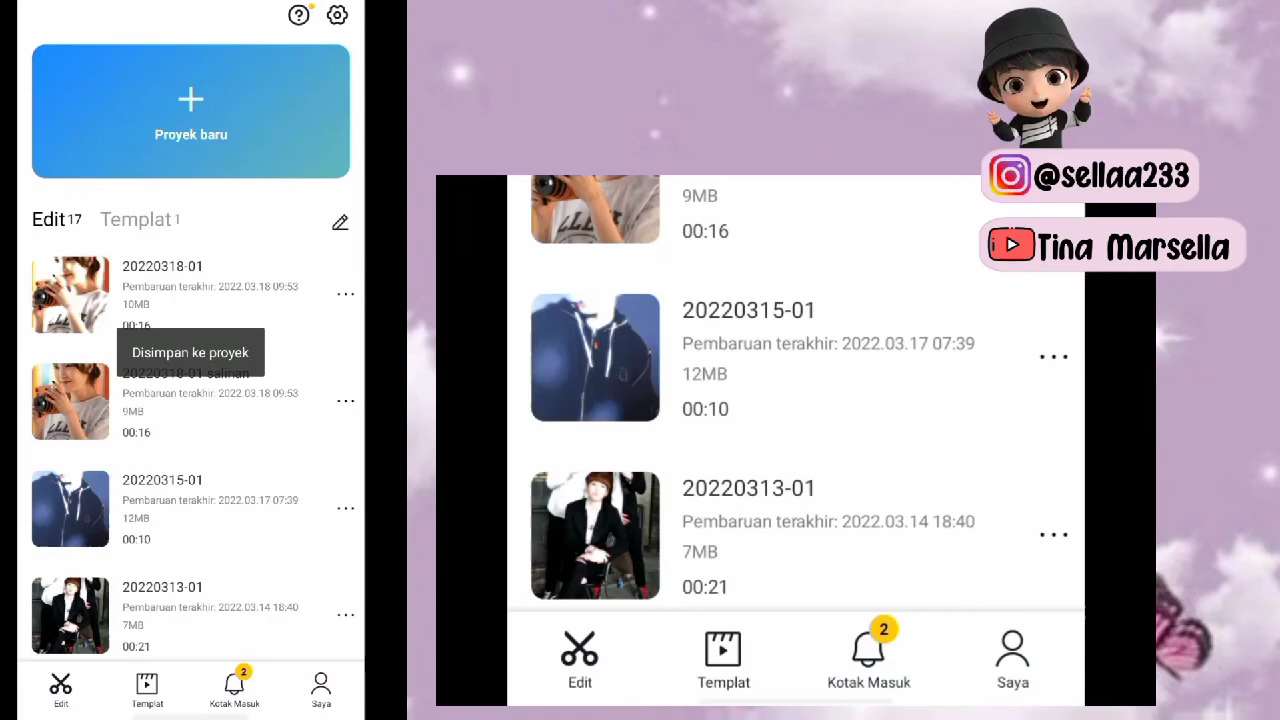 Proyek baru
Edit 17
Templat 1
20220318-01
Pembaruan terakhir: 2022.03.18 09:53
10MB
00:16
Disimpan ke proyek
20220318-01 salinan
Pembaruan terakhir: 2022.03.18 09:53
9MB
00:16
20220315-01
Pembaruan terakhir: 2022.03.17 07:39
12MB
00:10
20220313-01
Pembaruan terakhir: 2022.03.14 18:40
7MB
00:21
Edit
Templat
2
Kotak Masuk
Saya
9MB
00:16
20220315-01
Pembaruan terakhir: 2022.03.17 07:39
12MB
00:10
20220313-01
Pembaruan terakhir: 2022.03.14 18:40
7MB
00:21
Edit
Templat
2
Kotak Masuk
Saya
@sellaa233
Tina Marsella